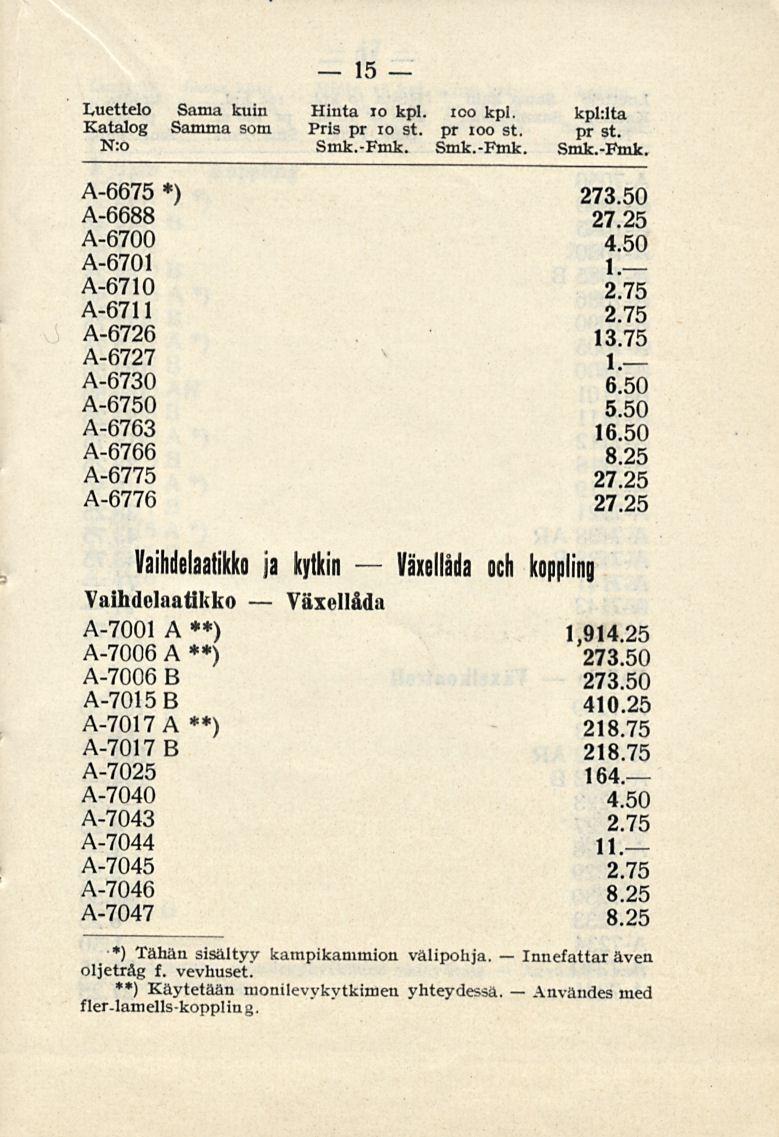 — 15 —
Luettelo Sama kuin Hinta 10 kpl. 100 kpl. kpl:lta
Katalog Samma som Pris pr 10 st. pr 100 st. pr st.
N:o Smk.-Fmk. Smk.-Fmk. Smk.-Fmk.
A-6675 *) 273.50
A-6688 27.25
A-6700 4.50
A-6701 1.—
A-6710 2.75
A-6711 2.75
A-6726 13.75
A-6727 1.—
A-6730 6.50
A-6750 5.50
A-6763 16.50
A-6766 8.25
A-6775 27.25
A-6776 27.25
Vaihdelaatikko ja kytkin — Växellåda och koppling
Vaihdelaatikko — Växellåda
A-7001 A **) 1,914.25
A-7006 A **) 273.50
A-7006 B 273.50
A-7015 B 410.25
A-7017 A **) 218.75
A-7017 B 218.75
A-7025 164.—
A-7040 4.50
A-7043 2.75
A-7044 11.—
A-7045 2.75
A-7046 8.25
A-7047 8.25
*) Tähän sisältyy kampikammion välipohja. — Innefattar även
oljetråg f. vevhuset.
**) Käytetään monilevykytkimen yhteydessä. — Användes med
fler-lamells-koppling.